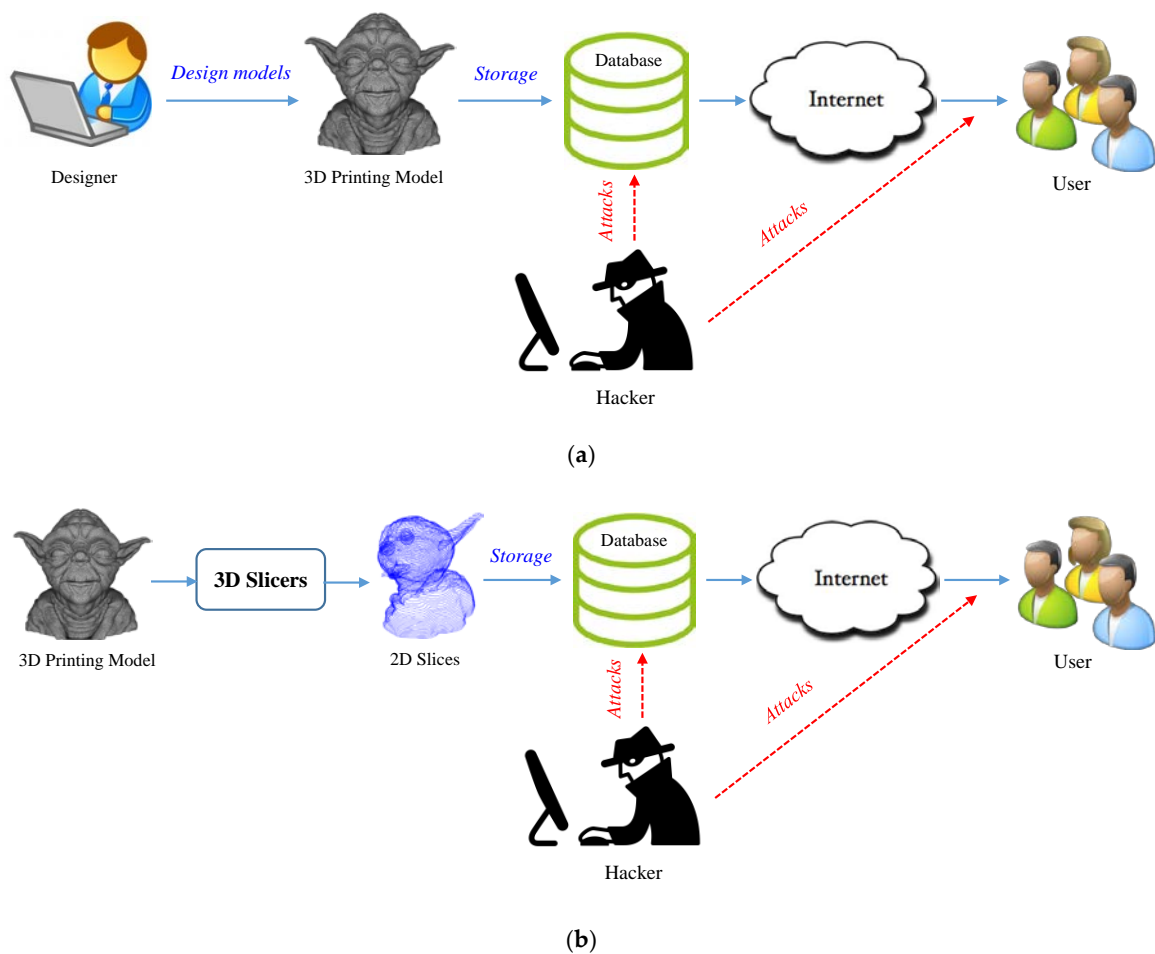 Design models
Storage
Database
Internet
Designer
3D Printing Model
User
Attacks
Attacks
Hacker
(a)
3D Printing Model
3D Slicers
2D Slices
Storage
Database
Internet
User
Attacks
Attacks
Hacker
(b)